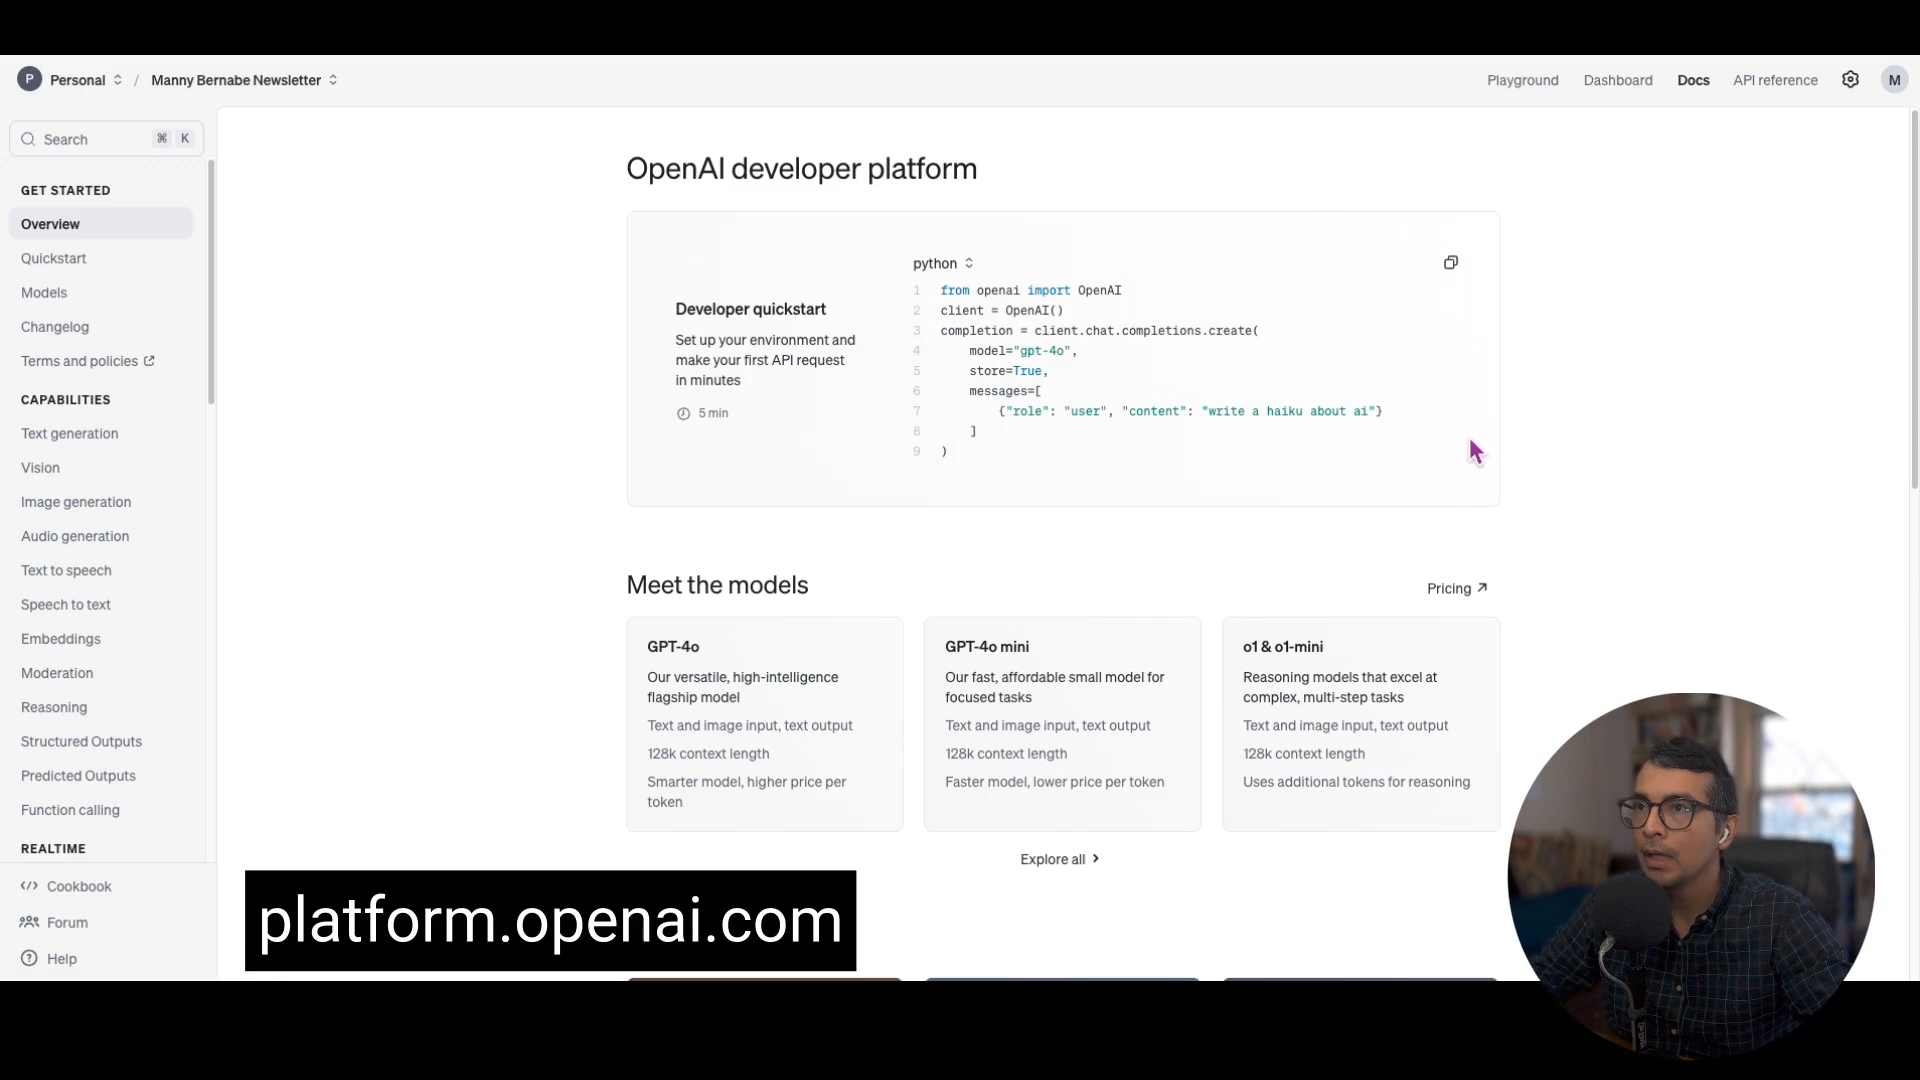 P Personal / Manny Bernabe Newsletter
Playground Dashboard Docs API reference M
Search ⌘ K
GET STARTED
Overview
Quickstart
Models
Changelog
Terms and policies
CAPABILITIES
Text generation
Vision
Image generation
Audio generation
Text to speech
Speech to text
Embeddings
Moderation
Reasoning
Structured Outputs
Predicted Outputs
Function calling
REALTIME
Cookbook
Forum
Help
OpenAI developer platform
Developer quickstart
Set up your environment and
make your first API request
in minutes
5 min
python
1 from openai import OpenAI
2 client = OpenAI()
3 completion = client.chat.completions.create(
4 model="gpt-4o",
5 store=True,
6 messages=[
7 {"role": "user", "content": "write a haiku about ai"}
8 ]
9 )
Meet the models
Pricing
GPT-4o
Our versatile, high-intelligence
flagship model
Text and image input, text output
128k context length
Smarter model, higher price per
token
GPT-4o mini
Our fast, affordable small model for
focused tasks
Text and image input, text output
128k context length
Faster model, lower price per token
o1 & o1-mini
Reasoning models that excel at
complex, multi-step tasks
Text and image input, text output
128k context length
Uses additional tokens for reasoning
Explore all
platform.openai.com